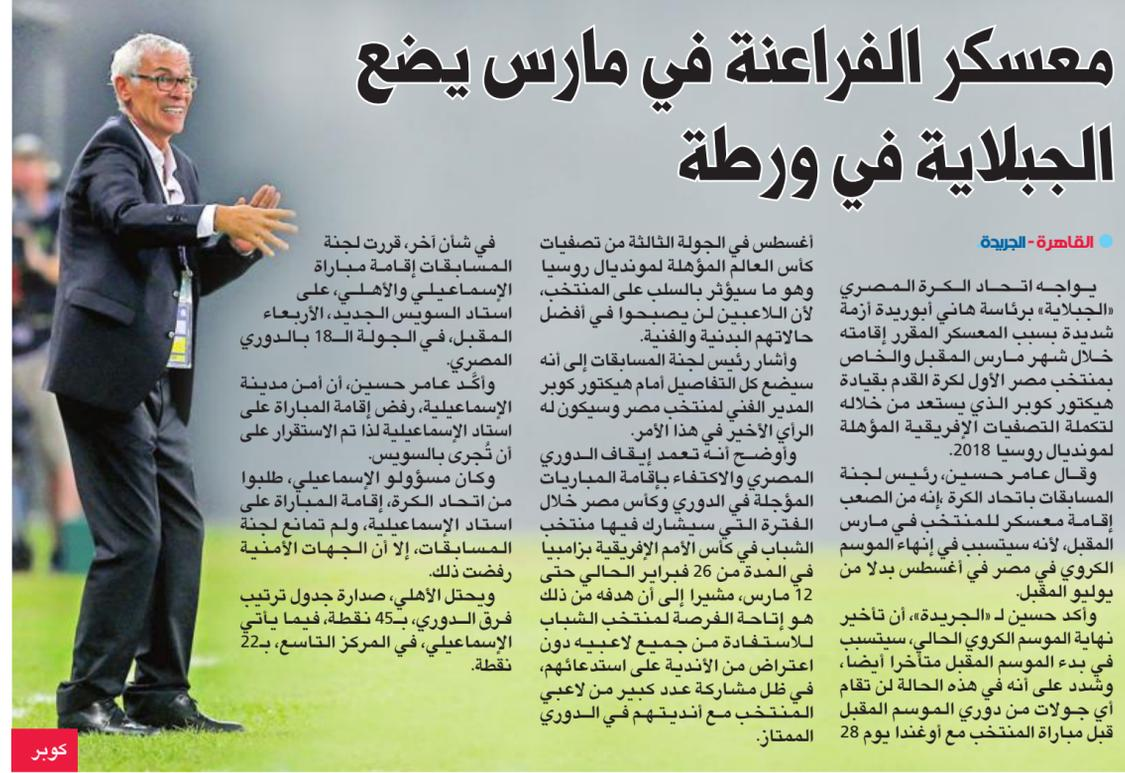 معسكر الفراعنة في مارس يضع
الجبلاية في ورطة
القاهرة - الجريدة
يواجه اتحاد الكرة المصري
«الجبلاية» برئاسة هاني أبوريدة أزمة
شديدة بسبب المعسكر المقرر إقامته
خلال شهر مارس المقبل والخاص
بمنتخب مصر الأول لكرة القدم بقيادة
هيكتور كوبر الذي يستعد من خلاله
لتكملة التصفيات الإفريقية المؤهلة
لمونديال روسيا 2018.
وقال عامر حسين، رئيس لجنة
المسابقات باتحاد الكرة ،إنه من الصعب
إقامة معسكر للمنتخب في مارس
المقبل، لأنه سيتسبب في إنهاء الموسم
الكروي في مصر في أغسطس بدلا من
يوليو المقبل.
وأكد حسين لـ «الجريدة»، أن تأخير
نهاية الموسم الكروي الحالي، سيتسبب
في بدء الموسم المقبل متأخرا أيضا،
وشدد على أنه في هذه الحالة لن تقام
أي جولات من دوري الموسم المقبل
قبل مباراة المنتخب مع أوغندا يوم 28
أغسطس في الجولة الثالثة من تصفيات
كأس العالم المؤهلة لمونديال روسيا
وهو ما سيؤثر بالسلب على المنتخب،
لأن اللاعبين لن يصبحوا في أفضل
حالاتهم البدنية والفنية.
وأشار رئيس لجنة المسابقات إلى أنه
سيضع كل التفاصيل أمام هيكتور كوبر
المدير الفني لمنتخب مصر وسيكون له
الرأي الأخير في هذا الأمر.
وأوضح أنه تعمد إيقاف الدوري
المصري والاكتفاء بإقامة المباريات
المؤجلة في الدوري وكأس مصر خلال
الفترة التي سيشارك فيها منتخب
الشباب في كأس الأمم الإفريقية بزامبيا
في المدة من 26 فبراير الحالي حتى
12 مارس، مشيرا إلى أن هدفه من ذلك
هو إتاحة الفرصة لمنتخب الشباب
للاستفادة من جميع لاعبيه دون
اعتراض من الأندية على استدعائهم،
في ظل مشاركة عدد كبير من لاعبي
المنتخب مع أنديتهم في الدوري
الممتاز.
في شأن آخر، قررت لجنة
المسابقات إقامة مباراة
الإسماعيلي والأهلي، على
استاد السويس الجديد، الأربعاء
المقبل، في الجولة الـ18 بالدوري
المصري.
وأكّد عامر حسين، أن أمن مدينة
الإسماعيلية، رفض إقامة المباراة على
استاد الإسماعيلية لذا تم الاستقرار على
أن تُجرى بالسويس.
وكان مسؤولو الإسماعيلي، طلبوا
من اتحاد الكرة، إقامة المباراة على
استاد الإسماعيلية، ولم تمانع لجنة
المسابقات، إلا أن الجهات الأمنية
رفضت ذلك.
ويحتل الأهلي، صدارة جدول ترتيب
فرق الدوري، بـ45 نقطة، فيما يأتي
الإسماعيلي، في المركز التاسع، بـ22
نقطة.
كوبر